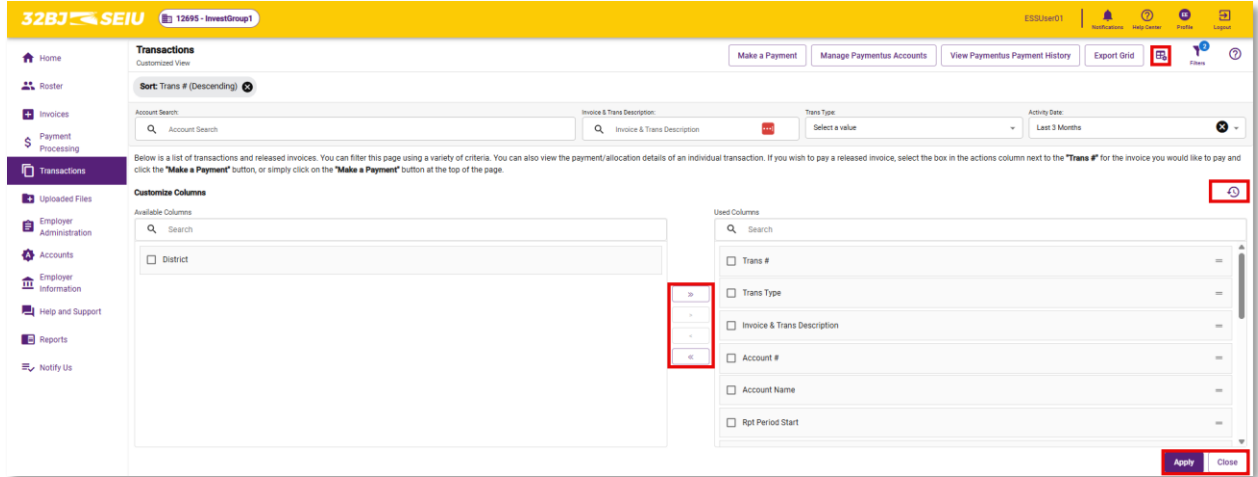 32BJ SEIU
12695 - InvestGroup1
ESSUser01
Notifications
Help Center
EE
Profile
Logout
Home
Roster
Invoices
Payment
Processing
Transactions
Uploaded Files
Employer
Administration
Accounts
Employer
Information
Help and Support
Reports
Notify Us
Transactions
Customized View
Make a Payment
Manage Paymentus Accounts
View Paymentus Payment History
Export Grid
2
Filters
Sort: Trans # (Descending)
Account Search:
Account Search
Invoice & Trans Description:
Invoice & Trans Description
Trans Type:
Select a value
Activity Date:
Last 3 Months
Below is a list of transactions and released invoices. You can filter this page using a variety of criteria. You can also view the payment/allocation details of an individual transaction. If you wish to pay a released invoice, select the box in the actions column next to the "Trans #" for the invoice you would like to pay and
click the "Make a Payment" button, or simply click on the "Make a Payment" button at the top of the page.
Customize Columns
Available Columns
Search
District
Used Columns
Search
Trans #
Trans Type
Invoice & Trans Description
Account #
Account Name
Rpt Period Start
Apply
Close